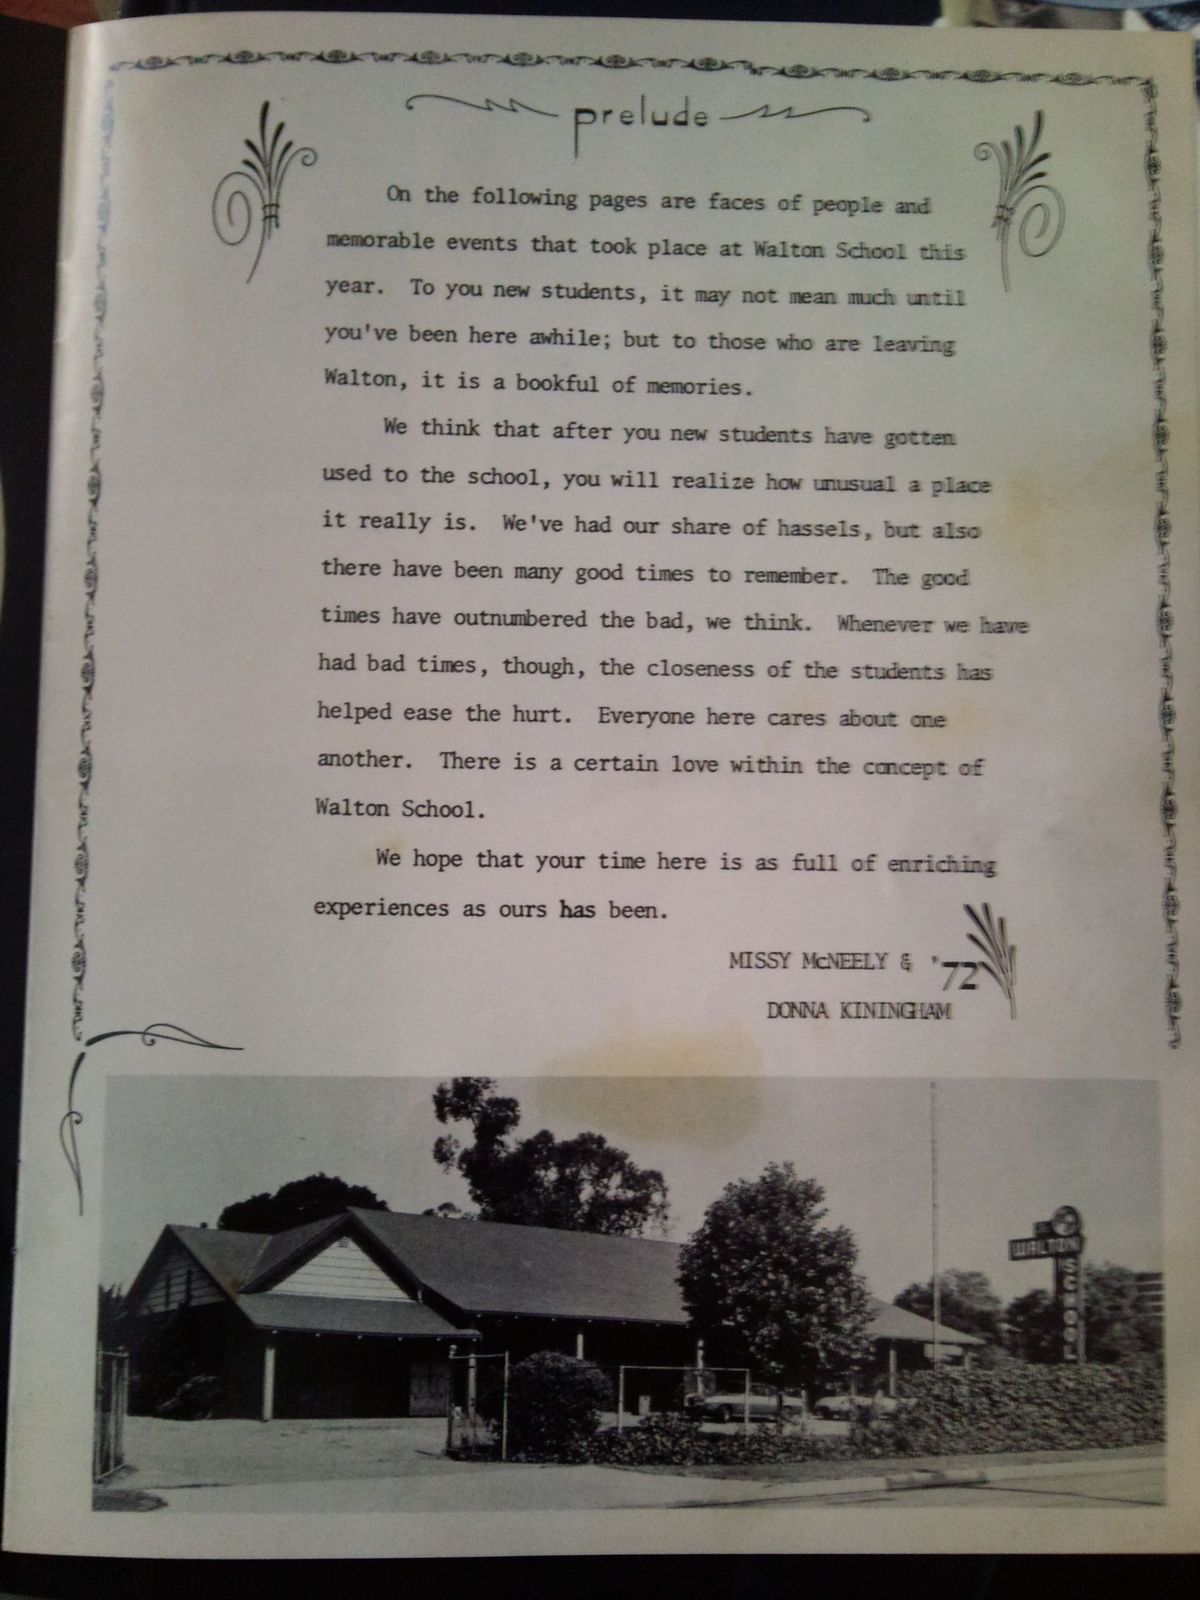 prelude
On the following pages are faces of people and
memorable events that took place at Walton School this
year. To you new students, it may not mean much until
you've been here awhile; but to those who are leaving
Walton, it is a bookful of memories.
We think that after you new students have gotten
used to the school, you will realize how unusual a place
it really is. We've had our share of hassels, but also
there have been many good times to remember. The good
times have outnumbered the bad, we think. Whenever we have
had bad times, though, the closeness of the students has
helped ease the hurt. Everyone here cares about one
another. There is a certain love within the concept of
Walton School.
We hope that your time here is as full of enriching
experiences as ours has been.
MISSY McNEELY & '72
DONNA KININGHAM
WALTON
SCHOOL